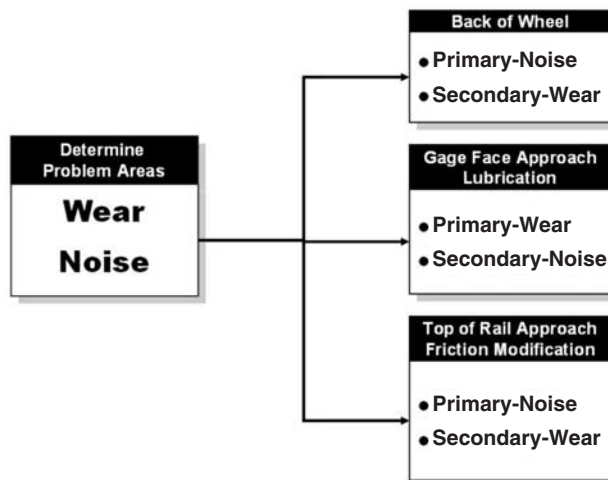 Determine
Problem Areas
Wear
Noise
Back of Wheel
• Primary-Noise
• Secondary-Wear
Gage Face Approach
Lubrication
• Primary-Wear
• Secondary-Noise
Top of Rail Approach
Friction Modification
• Primary-Noise
• Secondary-Wear